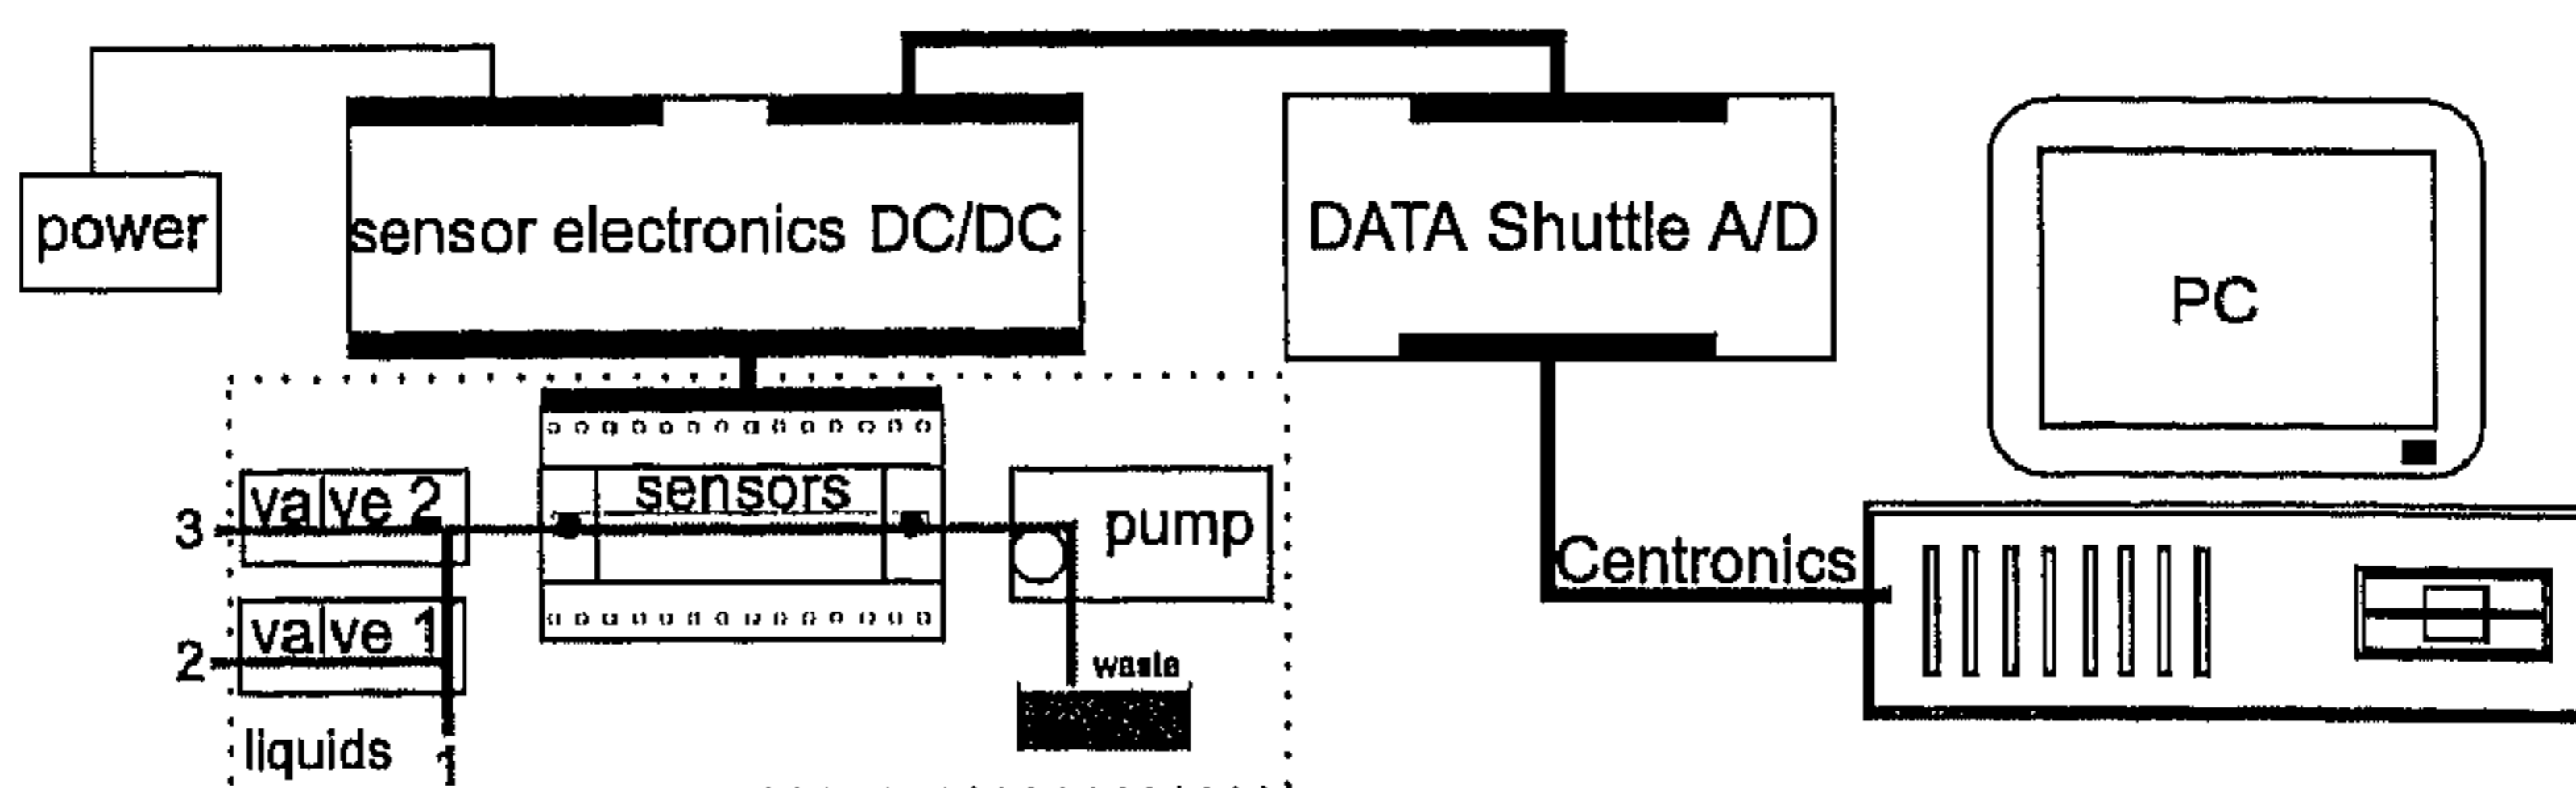 power
sensor electronics DC/DC
DATA Shuttle A/D
PC
3
valve 2
sensors
pump
Centronics
2
valve 1
waste
liquids
1